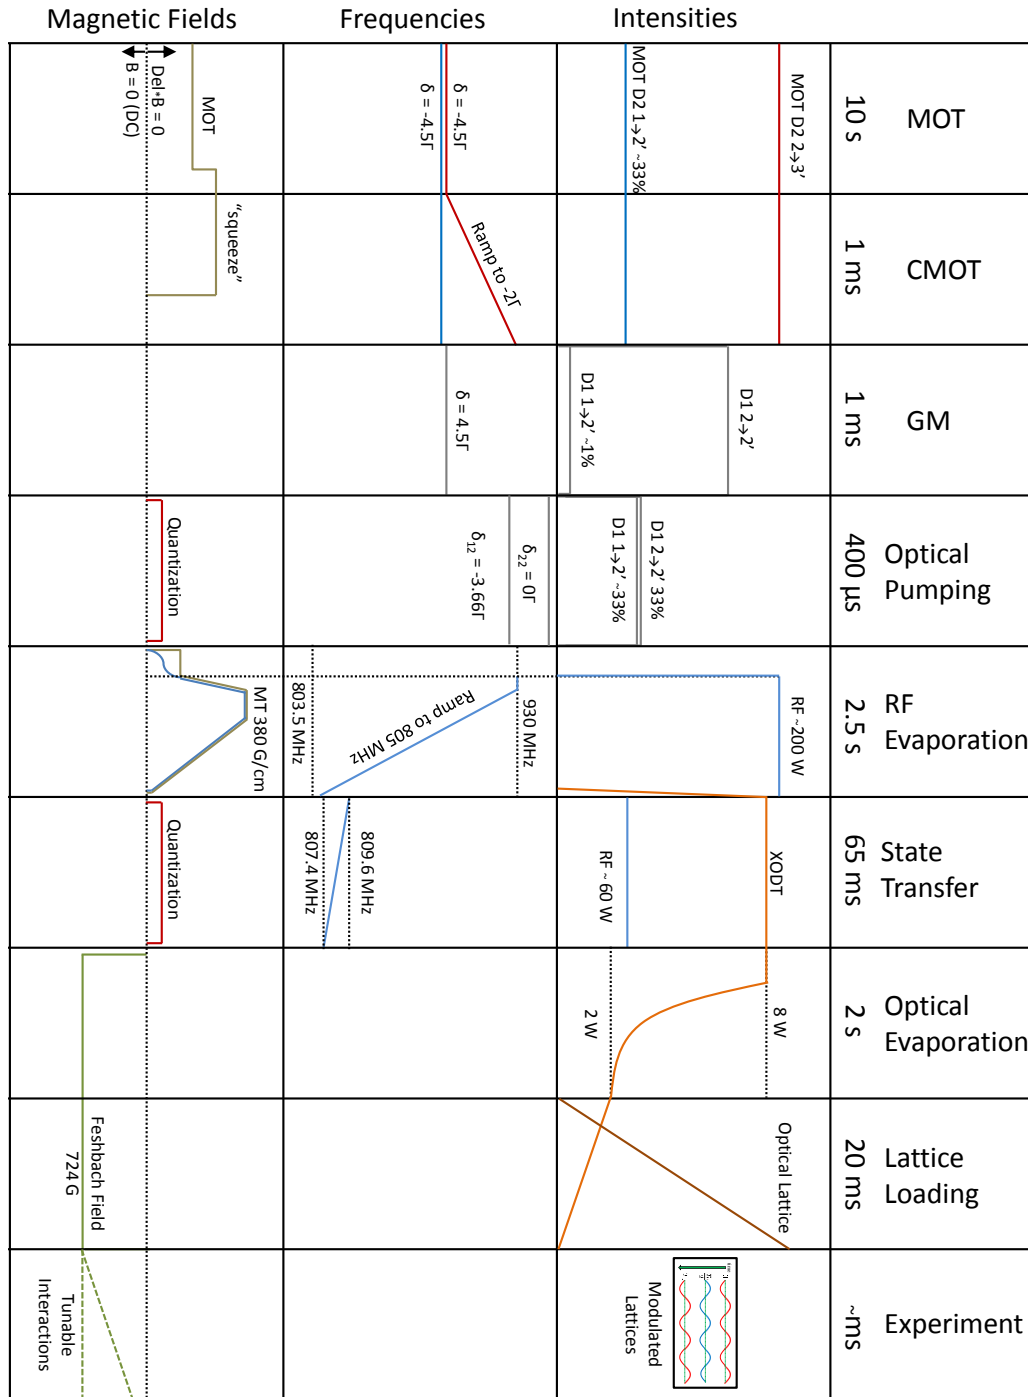 Magnetic Fields
Frequencies
Intensities
B = 0 (DC)
Del*B = 0
MOT
δ = -4.5Γ
δ = -4.5Γ
MOT D2 1→2’ ~33%
MOT D2 2→3’
10 s
MOT
“squeeze”
Ramp to -2Γ
1 ms
CMOT
δ = 4.5Γ
D1 1→2’ ~1%
D1 2→2’
1 ms
GM
Quantization
δ12 = -3.66Γ
δ22 = 0Γ
D1 1→2’ ~33%
D1 2→2’ 33%
400 μs
Optical
Pumping
MT 380 G/cm
803.5 MHz
Ramp to 805 MHz
930 MHz
RF ~200 W
2.5 s
RF
Evaporation
Quantization
807.4 MHz
809.6 MHz
RF ~ 60 W
XODT
65 ms
State
Transfer
2 W
8 W
2 s
Optical
Evaporation
Feshbach Field
724 G
Optical Lattice
20 ms
Lattice
Loading
Tunable
Interactions
Modulated
Lattices
~ms
Experiment